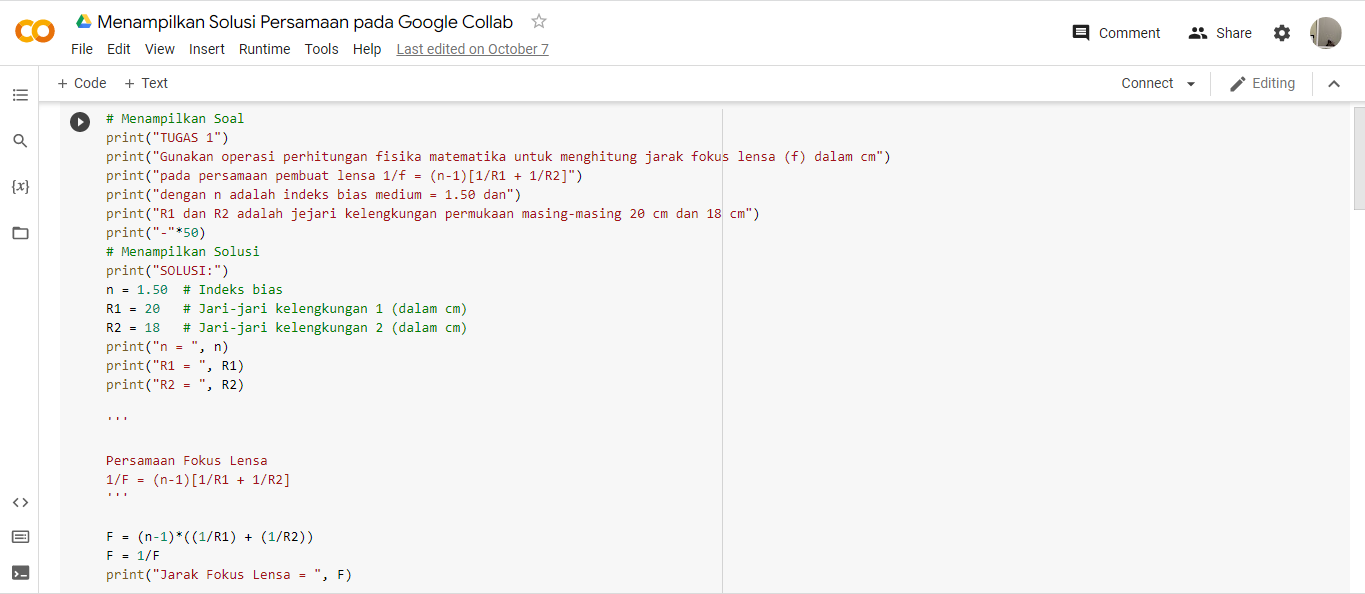 Menampilkan Solusi Persamaan pada Google Collab
File Edit View Insert Runtime Tools Help Last edited on October 7
Comment Share
+ Code + Text
Connect Editing
{x}
# Menampilkan Soal
print("TUGAS 1")
print("Gunakan operasi perhitungan fisika matematika untuk menghitung jarak fokus lensa (f) dalam cm")
print("pada persamaan pembuat lensa 1/f = (n-1)[1/R1 + 1/R2]")
print("dengan n adalah indeks bias medium = 1.50 dan")
print("R1 dan R2 adalah jejari kelengkungan permukaan masing-masing 20 cm dan 18 cm")
print("-"*50)
# Menampilkan Solusi
print("SOLUSI:")
n = 1.50  # Indeks bias
R1 = 20   # Jari-jari kelengkungan 1 (dalam cm)
R2 = 18   # Jari-jari kelengkungan 2 (dalam cm)
print("n = ", n)
print("R1 = ", R1)
print("R2 = ", R2)
'''
Persamaan Fokus Lensa
1/F = (n-1)[1/R1 + 1/R2]
'''
F = (n-1)*((1/R1) + (1/R2))
F = 1/F
print("Jarak Fokus Lensa = ", F)